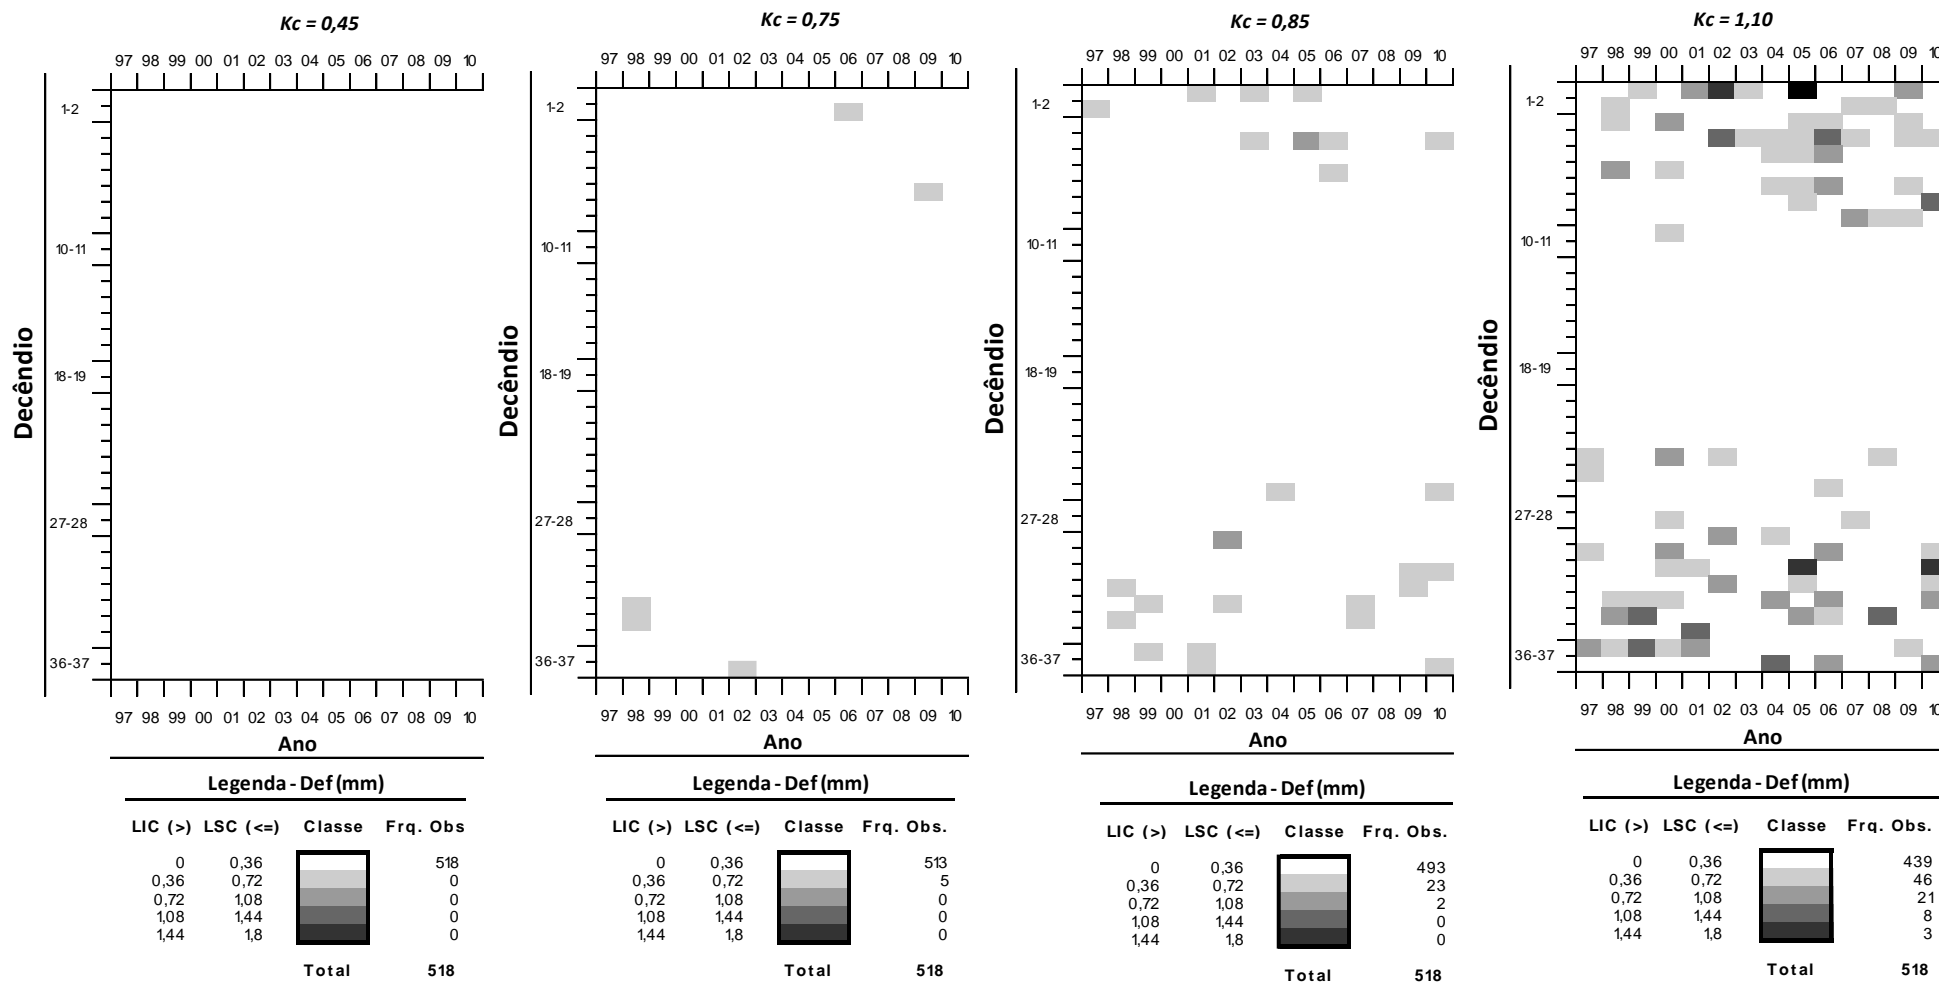 Kc = 0,45
97 98 99 00 01 02 03 04 05 06 07 08 09 10
Decêndio
1-2
10-11
18-19
27-28
36-37
97 98 99 00 01 02 03 04 05 06 07 08 09 10
Ano
Legenda - Def (mm)
LIC (>) LSC (<=) Classe Frq. Obs
0 0,36 518
0,36 0,72 0
0,72 1,08 0
1,08 1,44 0
1,44 1,8 0
Total 518
Kc = 0,75
97 98 99 00 01 02 03 04 05 06 07 08 09 10
Decêndio
1-2
10-11
18-19
27-28
36-37
97 98 99 00 01 02 03 04 05 06 07 08 09 10
Ano
Legenda - Def (mm)
LIC (>) LSC (<=) Classe Frq. Obs.
0 0,36 513
0,36 0,72 5
0,72 1,08 0
1,08 1,44 0
1,44 1,8 0
Total 518
Kc = 0,85
97 98 99 00 01 02 03 04 05 06 07 08 09 10
Decêndio
1-2
10-11
18-19
27-28
36-37
97 98 99 00 01 02 03 04 05 06 07 08 09 10
Ano
Legenda - Def (mm)
LIC (>) LSC (<=) Classe Frq. Obs.
0 0,36 493
0,36 0,72 23
0,72 1,08 2
1,08 1,44 0
1,44 1,8 0
Total 518
Kc = 1,10
97 98 99 00 01 02 03 04 05 06 07 08 09 10
Decêndio
1-2
10-11
18-19
27-28
36-37
97 98 99 00 01 02 03 04 05 06 07 08 09 10
Ano
Legenda - Def (mm)
LIC (>) LSC (<=) Classe Frq. Obs.
0 0,36 439
0,36 0,72 46
0,72 1,08 21
1,08 1,44 8
1,44 1,8 3
Total 518